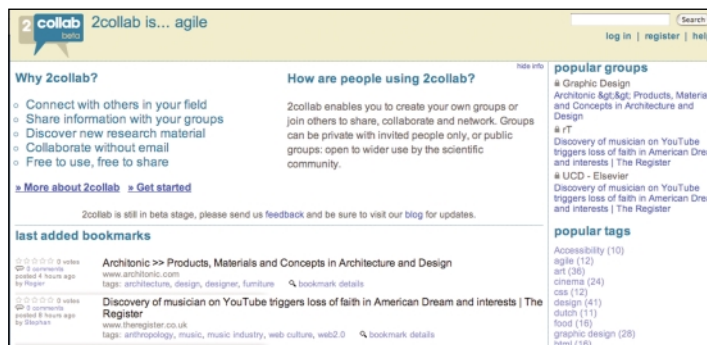 2 collab beta
2collab is... agile
Search
log in | register | help
hide info
Why 2collab?
Connect with others in your field
Share information with your groups
Discover new research material
Collaborate without email
Free to use, free to share
» More about 2collab » Get started
How are people using 2collab?
2collab enables you to create your own groups or
join others to share, collaborate and network. Groups
can be private with invited people only, or public
groups: open to wider use by the scientific
community.
2collab is still in beta stage, please send us feedback and be sure to visit our blog for updates.
last added bookmarks
0 votes
0 comments
posted 4 hours ago
by Regier
Architonic >> Products, Materials and Concepts in Architecture and Design
www.architonic.com
tags: architecture, design, designer, furniture bookmark details
0 votes
0 comments
posted 8 hours ago
by Stephan
Discovery of musician on YouTube triggers loss of faith in American Dream and interests | The
Register
www.theregister.co.uk
tags: anthropology, music, music industry, web culture, web2.0 bookmark details
popular groups
Graphic Design
Architonic &gt;&gt; Products, Materia
and Concepts in Architecture and
Design
rT
Discovery of musician on YouTube
triggers loss of faith in American Drea
and interests | The Register
UCD - Elsevier
Discovery of musician on YouTube
triggers loss of faith in American Drea
and interests | The Register
popular tags
Accessibility (10)
agile (12)
art (36)
cinema (24)
css (12)
design (41)
dutch (11)
food (16)
graphic design (28)
html (16)